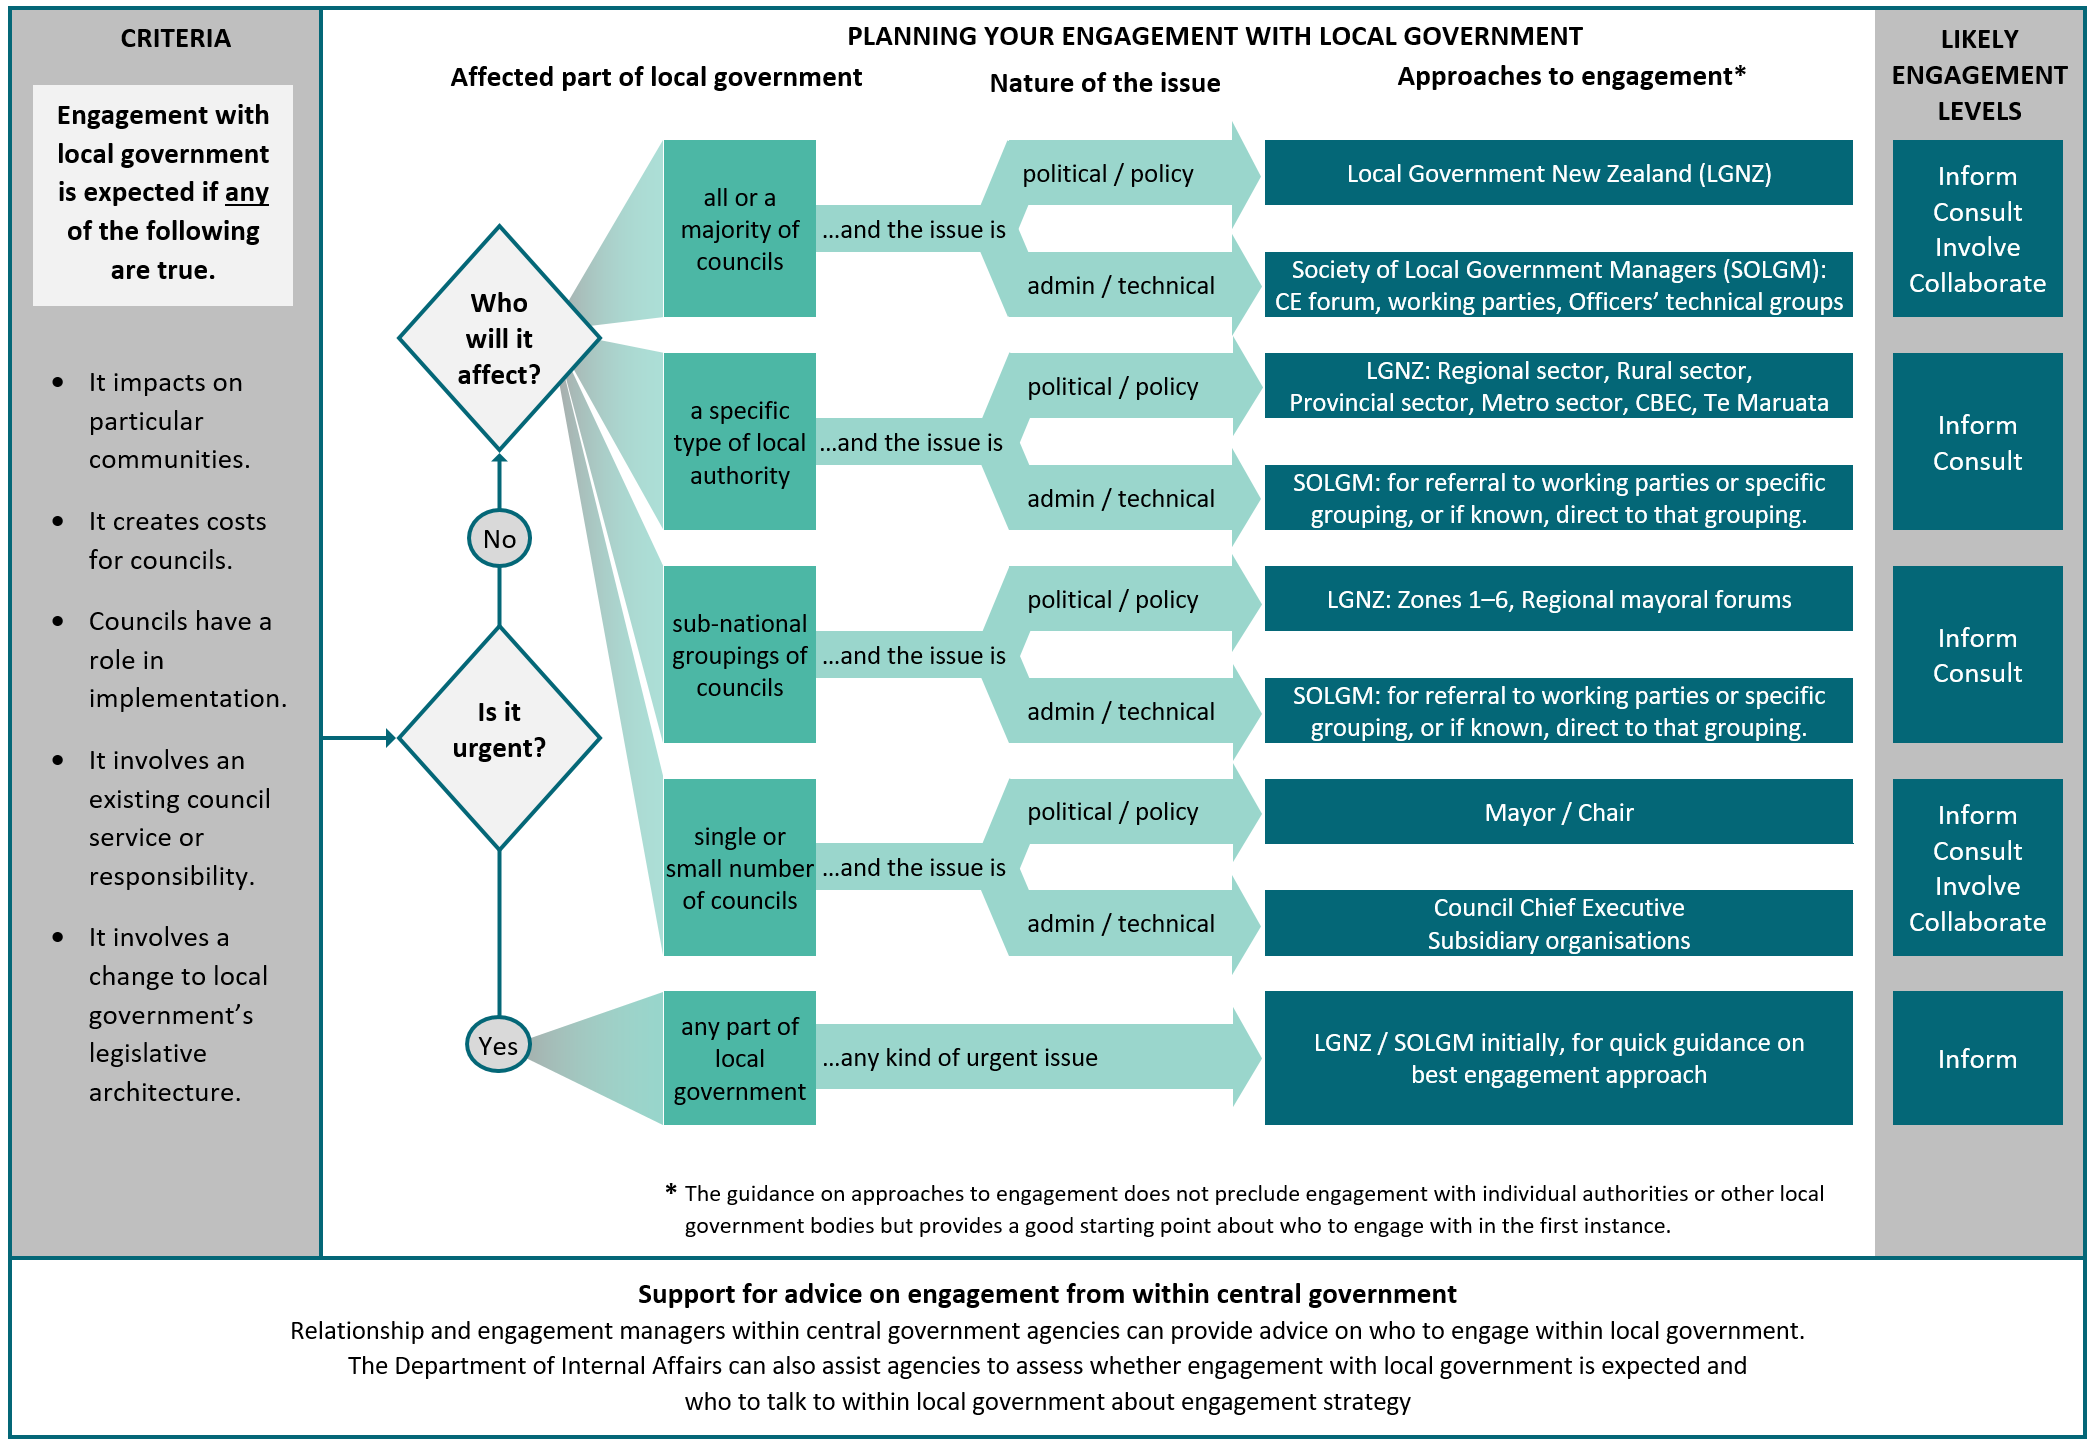 CRITERIA
Engagement with
local government
is expected if any
of the following
are true.
• It impacts on
particular
communities.
• It creates costs
for councils.
• Councils have a
role in
implementation.
• It involves an
existing council
service or
responsibility.
• It involves a
change to local
government’s
legislative
architecture.
PLANNING YOUR ENGAGEMENT WITH LOCAL GOVERNMENT
Affected part of local government
Nature of the issue
Approaches to engagement*
Who
will it
affect?
No
Is it
urgent?
Yes
all or a
majority of
councils
...and the issue is
political / policy
Local Government New Zealand (LGNZ)
admin / technical
Society of Local Government Managers (SOLGM):
CE forum, working parties, Officers’ technical groups
a specific
type of local
authority
...and the issue is
political / policy
LGNZ: Regional sector, Rural sector,
Provincial sector, Metro sector, CBEC, Te Maruata
admin / technical
SOLGM: for referral to working parties or specific
grouping, or if known, direct to that grouping.
sub-national
groupings of
councils
...and the issue is
political / policy
LGNZ: Zones 1–6, Regional mayoral forums
admin / technical
SOLGM: for referral to working parties or specific
grouping, or if known, direct to that grouping.
single or
small number
of councils
...and the issue is
political / policy
Mayor / Chair
admin / technical
Council Chief Executive
Subsidiary organisations
any part of
local
government
...any kind of urgent issue
LGNZ / SOLGM initially, for quick guidance on
best engagement approach
* The guidance on approaches to engagement does not preclude engagement with individual authorities or other local
government bodies but provides a good starting point about who to engage with in the first instance.
LIKELY
ENGAGEMENT
LEVELS
Inform
Consult
Involve
Collaborate
Inform
Consult
Inform
Consult
Inform
Consult
Involve
Collaborate
Inform
Support for advice on engagement from within central government
Relationship and engagement managers within central government agencies can provide advice on who to engage within local government.
The Department of Internal Affairs can also assist agencies to assess whether engagement with local government is expected and
who to talk to within local government about engagement strategy